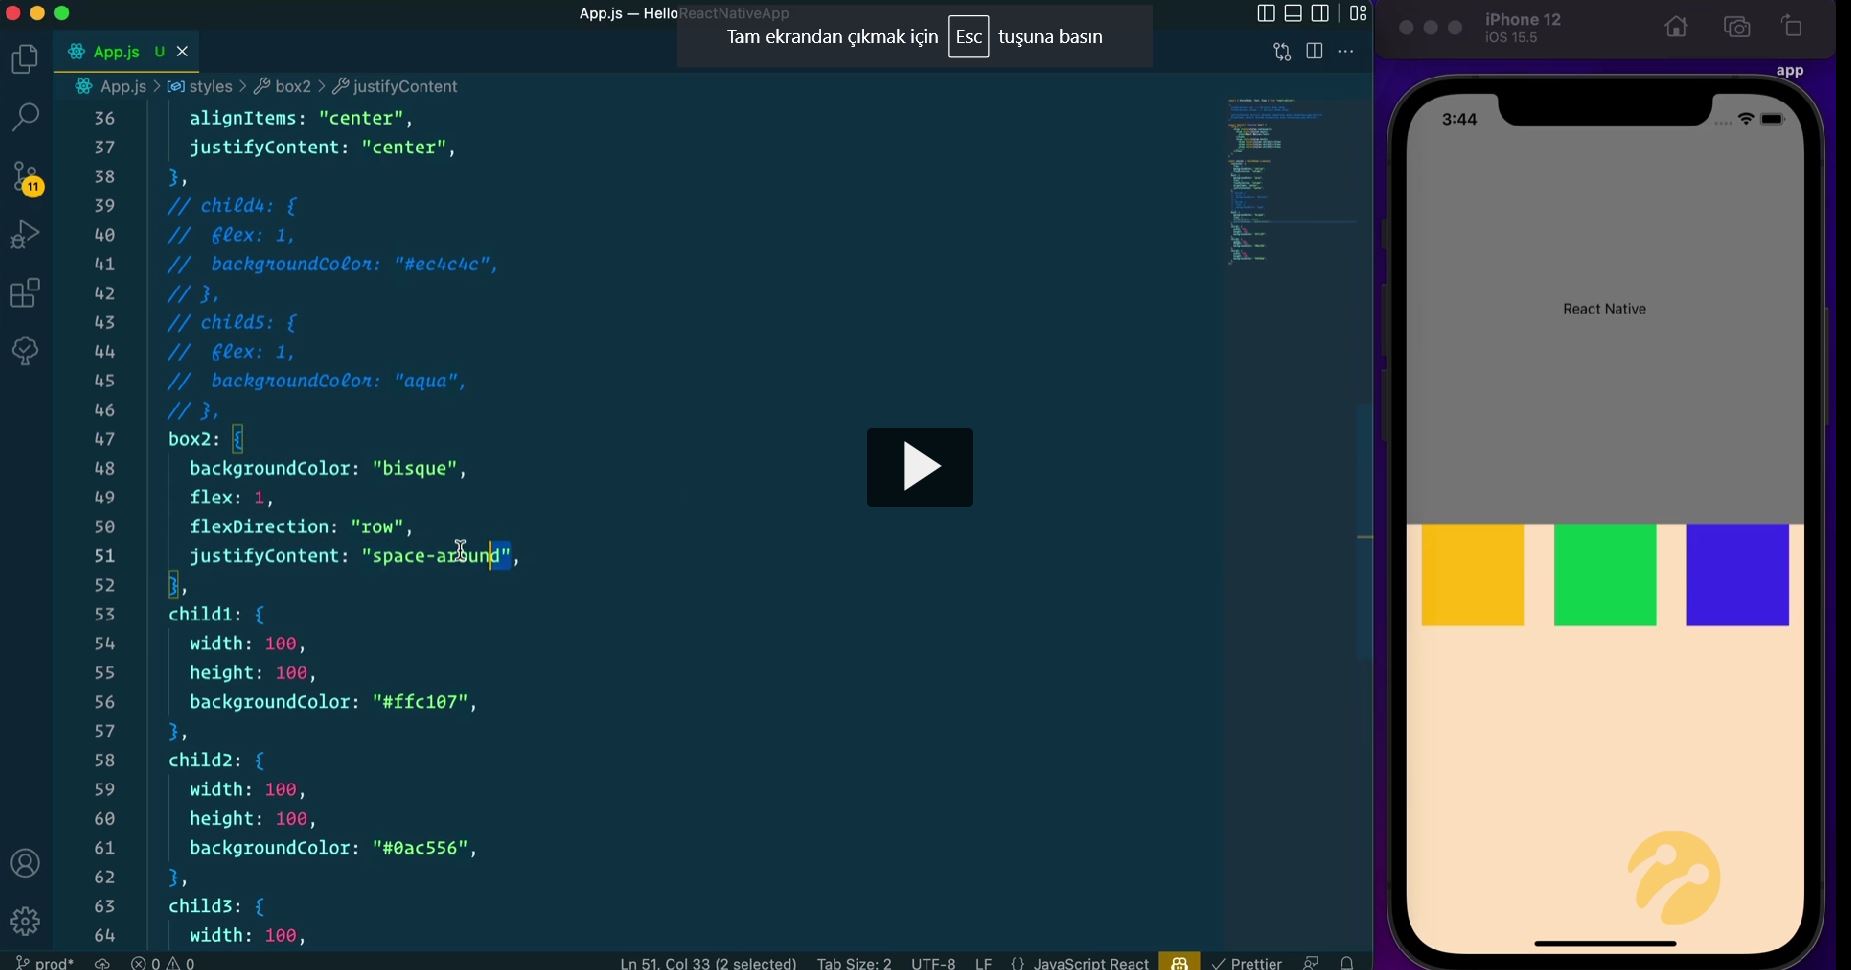 App.js — HelloReactNativeApp
Tam ekrandan çıkmak için Esc tuşuna basın
App.js U
App.js > styles > box2 > justifyContent
36 alignItems: "center",
37 justifyContent: "center",
38 },
39 // child4: {
40 // flex: 1,
41 // backgroundColor: "#ec4c4c",
42 // },
43 // child5: {
44 // flex: 1,
45 // backgroundColor: "aqua",
46 // },
47 box2: {
48 backgroundColor: "bisque",
49 flex: 1,
50 flexDirection: "row",
51 justifyContent: "space-around",
52 },
53 child1: {
54 width: 100,
55 height: 100,
56 backgroundColor: "#ffc107",
57 },
58 child2: {
59 width: 100,
60 height: 100,
61 backgroundColor: "#0ac556",
62 },
63 child3: {
64 width: 100,
11
prod* 0 0 Ln 51, Col 33 (2 selected) Tab Size: 2 UTF-8 LF {} JavaScript React Prettier
iPhone 12
iOS 15.5
app
3:44
React Native